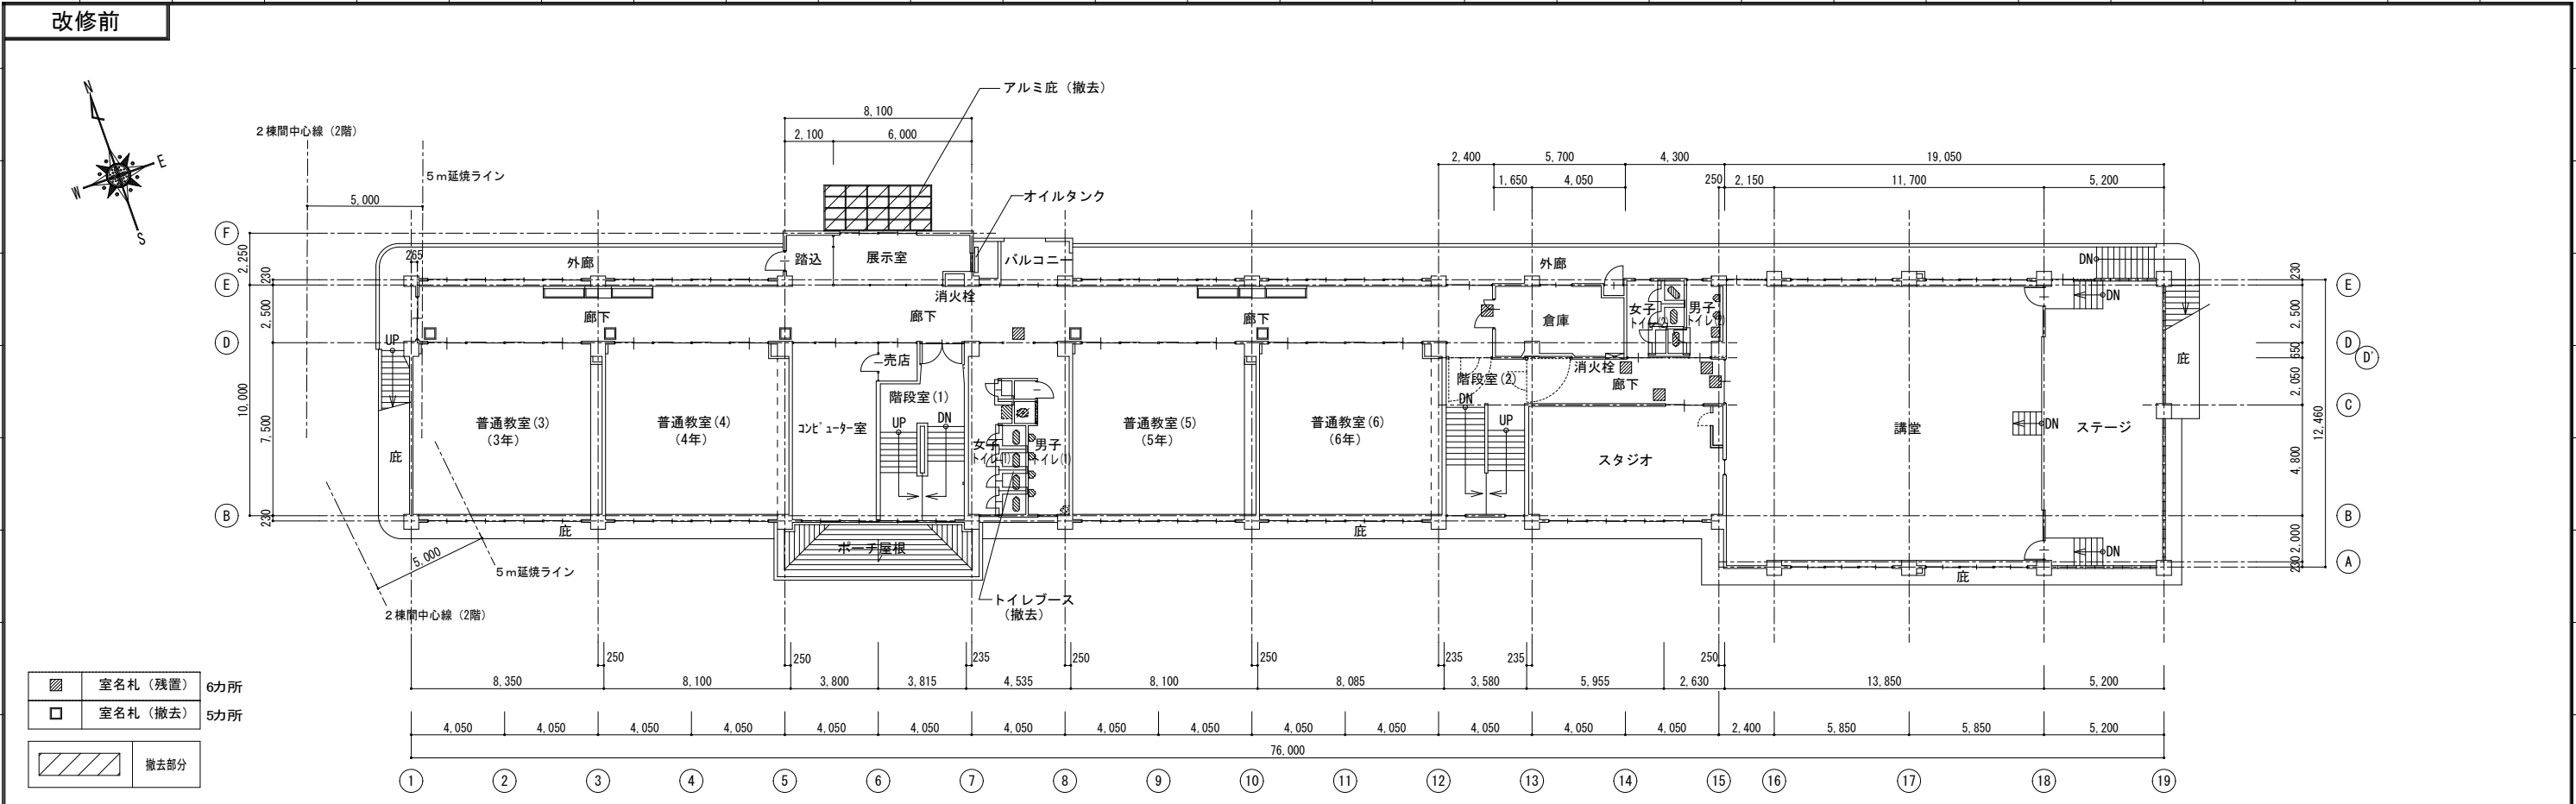 改修前
N
E
W
S
アルミ庇（撤去）
8,100
2,100
6,000
2棟間中心線（2階）
5m延焼ライン
5,000
オイルタンク
2,400
5,700
4,300
19,050
1,650
4,050
250
2,150
11,700
5,200
F
2,250
265
外廊
踏込
展示室
バルコニー
外廊
DN
230
230
E
E
消火栓
DN
2,500
廊下
廊下
廊下
倉庫
女子
トイレ(2)
男子
トイレ(2)
2,500
UP
D
D
D'
650
売店
消火栓
庇
階段室(2)
廊下
2,050
10,000
階段室(1)
DN
C
7,500
普通教室(3)
(3年)
普通教室(4)
(4年)
コンピューター室
UP
DN
普通教室(5)
(5年)
普通教室(6)
(6年)
UP
DN
講堂
ステージ
12,460
女子
トイレ(1)
男子
トイレ(1)
庇
スタジオ
4,800
B
B
230
庇
庇
2,000
ポーチ屋根
DN
5,000
230
A
5m延焼ライン
庇
2棟間中心線（2階）
トイレブース
（撤去）
250
250
235
250
250
235
235
250
室名札（残置）
6カ所
8,350
8,100
3,800
3,815
4,535
8,100
8,085
3,580
5,955
2,630
13,850
5,200
室名札（撤去）
5カ所
4,050
4,050
4,050
4,050
4,050
4,050
4,050
4,050
4,050
4,050
4,050
4,050
4,050
4,050
2,400
5,850
5,850
5,200
76,000
撤去部分
1
2
3
4
5
6
7
8
9
10
11
12
13
14
15
16
17
18
19